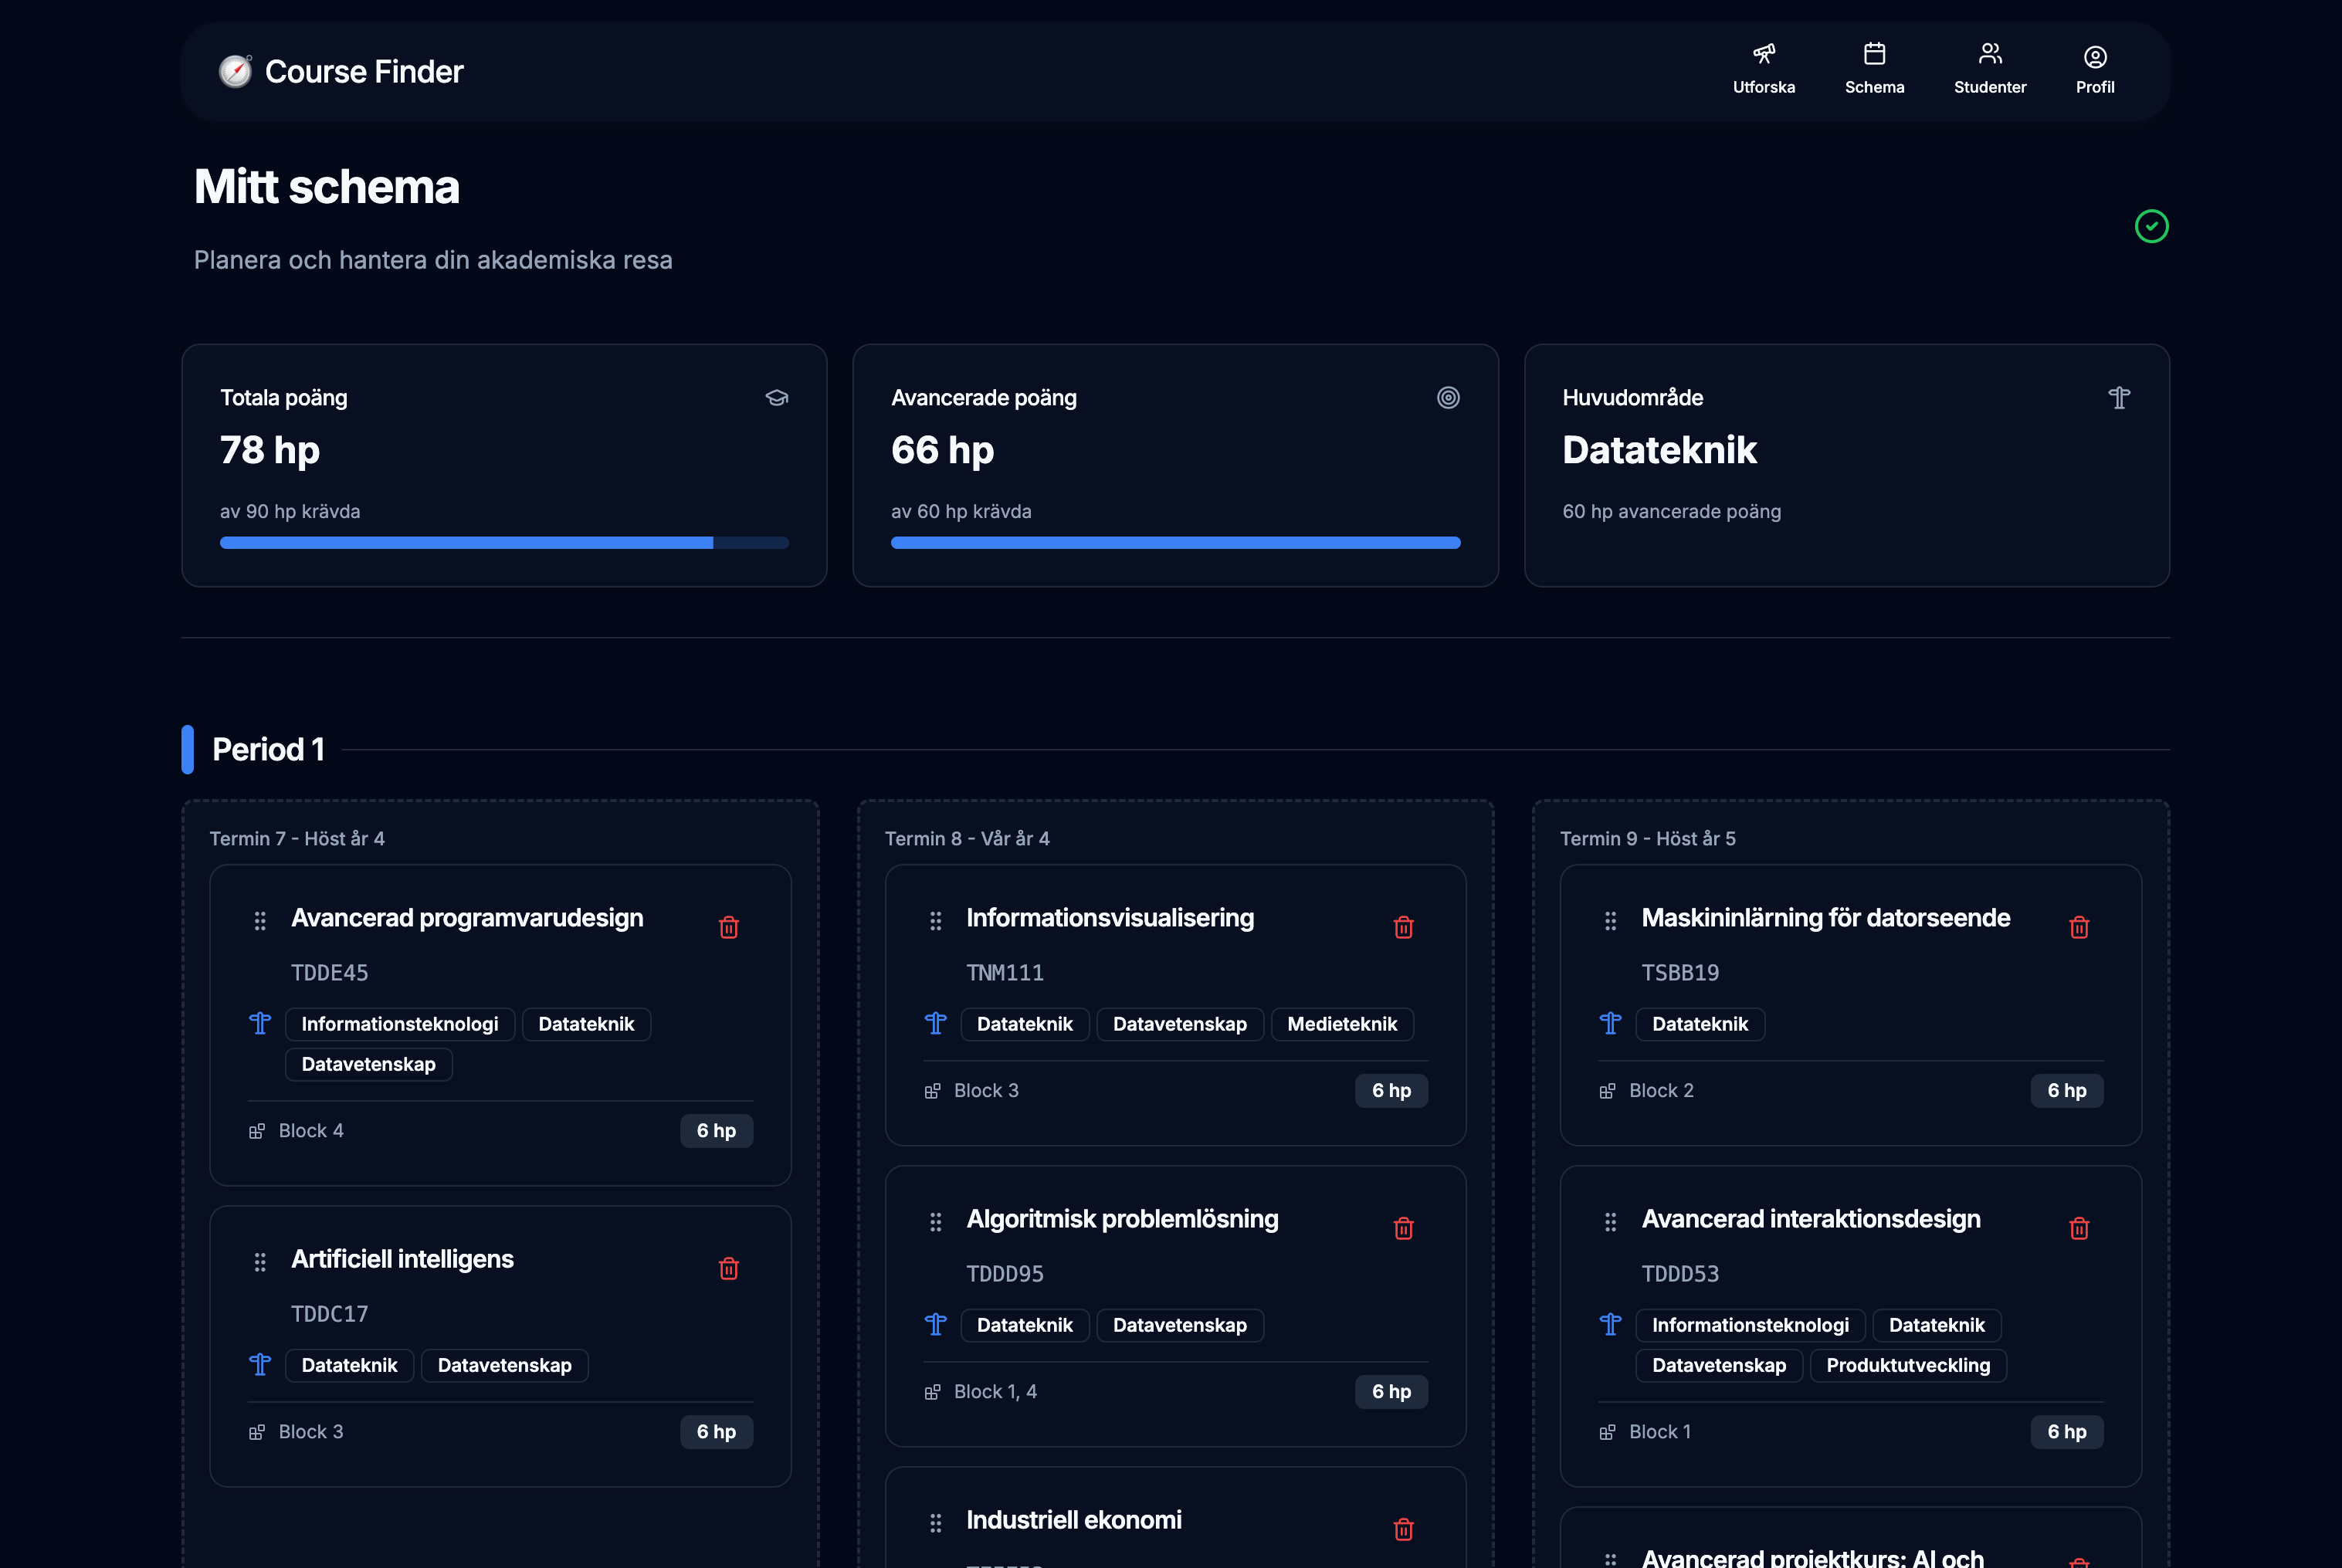 Course Finder
Utforska
Schema
Studenter
Profil
Mitt schema
Planera och hantera din akademiska resa
Totala poäng
78 hp
av 90 hp krävda
Avancerade poäng
66 hp
av 60 hp krävda
Huvudområde
Datateknik
60 hp avancerade poäng
Period 1
Termin 7 - Höst år 4
Avancerad programvarudesign
TDDE45
Informationsteknologi
Datateknik
Datavetenskap
Block 4
6 hp
Artificiell intelligens
TDDC17
Datateknik
Datavetenskap
Block 3
6 hp
Termin 8 - Vår år 4
Informationsvisualisering
TNM111
Datateknik
Datavetenskap
Medieteknik
Block 3
6 hp
Algoritmisk problemlösning
TDDD95
Datateknik
Datavetenskap
Block 1, 4
6 hp
Industriell ekonomi
Termin 9 - Höst år 5
Maskininlärning för datorseende
TSBB19
Datateknik
Block 2
6 hp
Avancerad interaktionsdesign
TDDD53
Informationsteknologi
Datateknik
Datavetenskap
Produktutveckling
Block 1
6 hp
Avancerad projektkurs: AI och